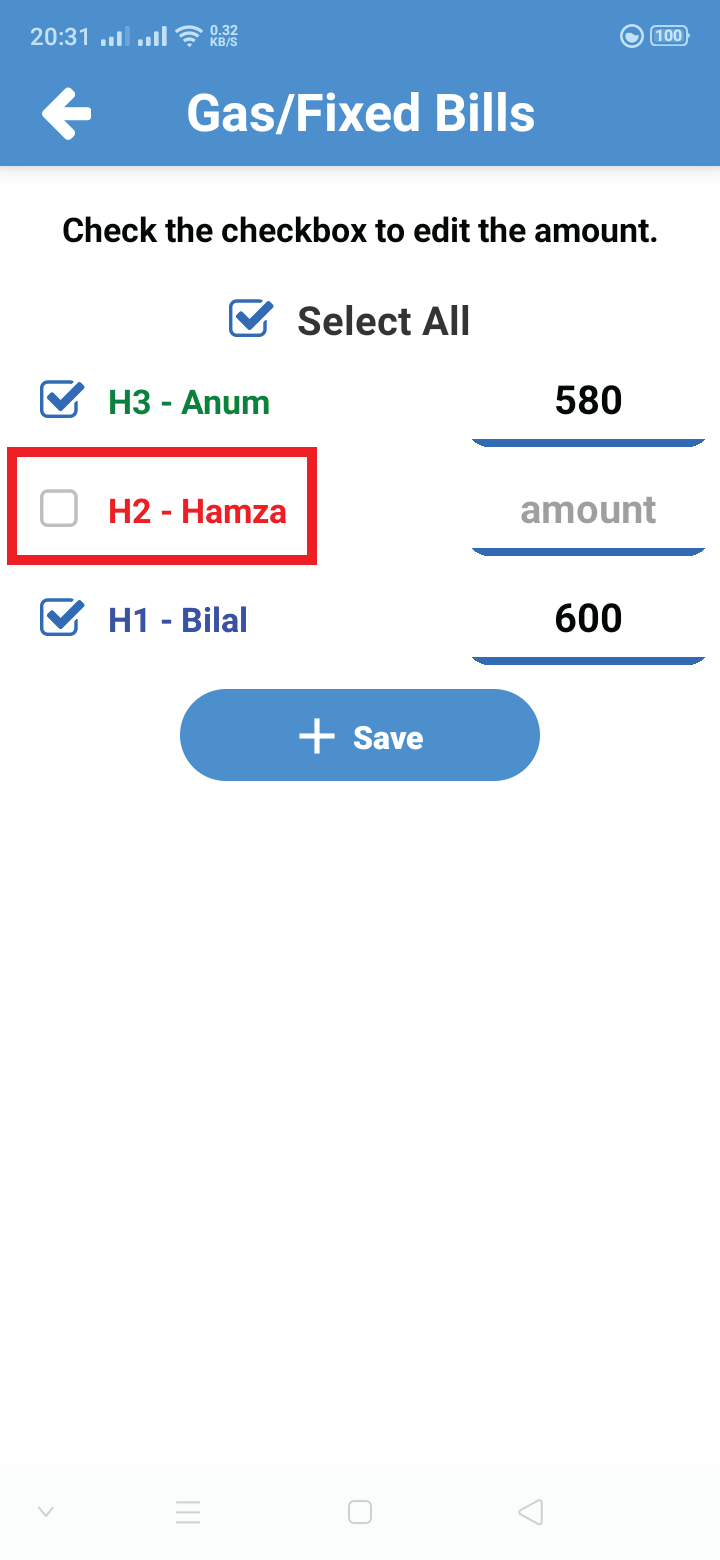 20:31 0.32 KB/S 100
Gas/Fixed Bills
Check the checkbox to edit the amount.
Select All
H3 - Anum 580
H2 - Hamza amount
H1 - Bilal 600
+ Save